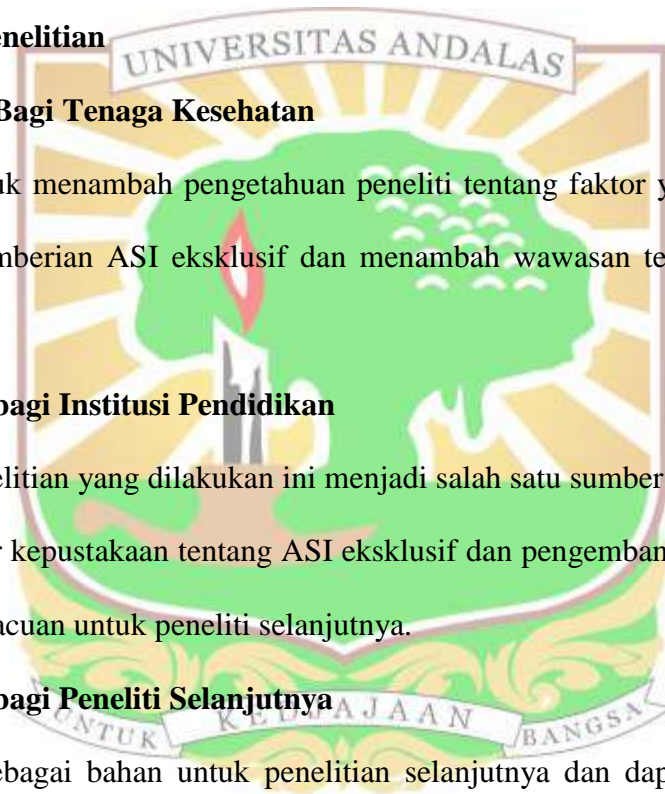 enelitian
UNIVERSITAS ANDALAS
Bagi Tenaga Kesehatan
uk menambah pengetahuan peneliti tentang faktor y
mberian ASI eksklusif dan menambah wawasan te
bagi Institusi Pendidikan
elitian yang dilakukan ini menjadi salah satu sumber
r kepustakaan tentang ASI eksklusif dan pengemban
acuan untuk peneliti selanjutnya.
bagi Peneliti Selanjutnya
UNTUK KEDJAJAAN BANGSA
ebagai bahan untuk penelitian selanjutnya dan dap